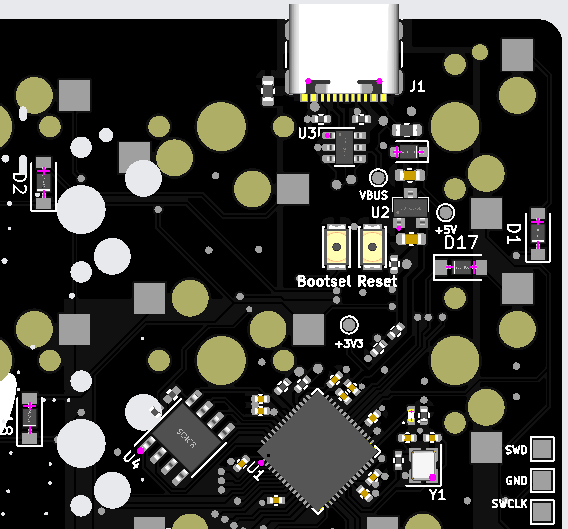 J1
U3
D2
VBUS
U2
+5V
D1
D17
Bootsel Reset
+3V3
U4
U1
SWD
GND
Y1
SWCLK